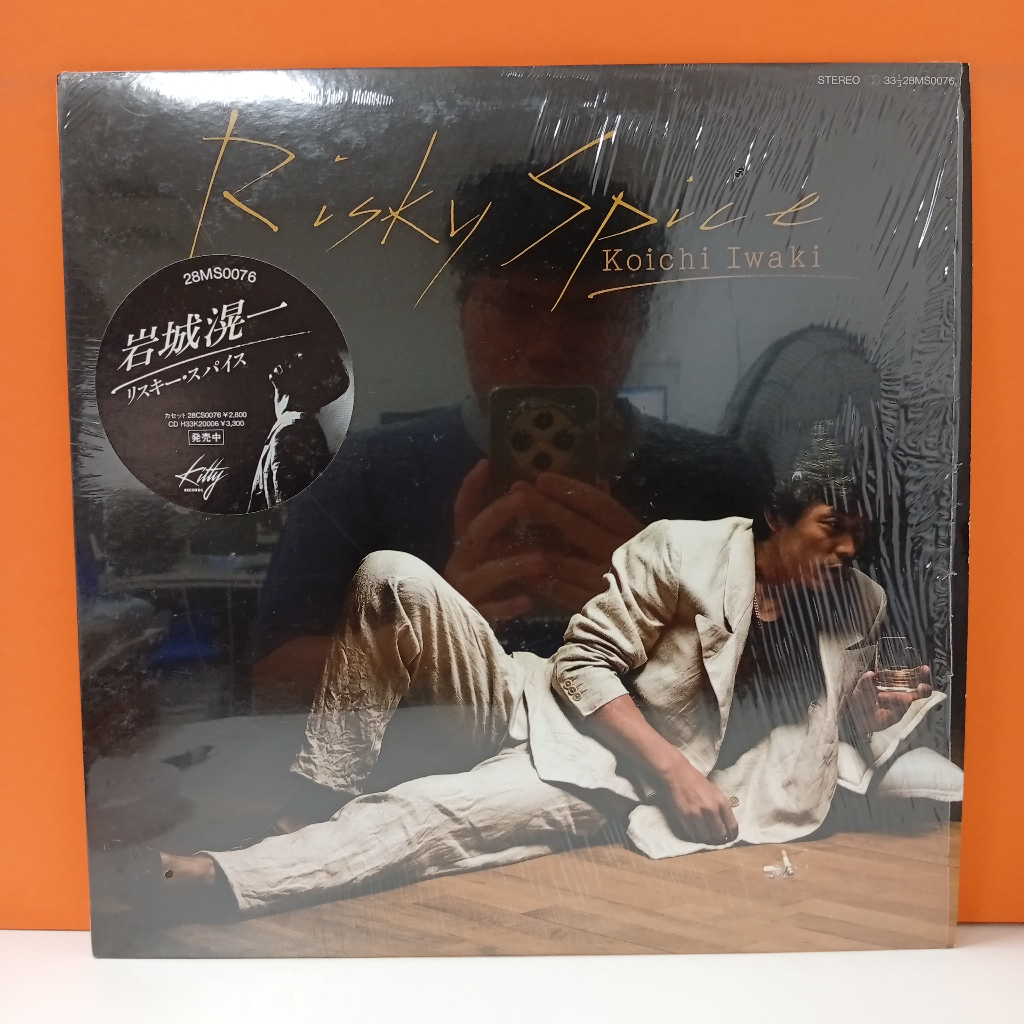 STEREO 33⅓ 28MS0076
Risky Spice
Koichi Iwaki
28MS0076
岩城滉一
リスキー・スパイス
カセット 28CS0076 ¥2,800
CD H33K20006 ¥3,300
発売中
Kitty
RECORDS